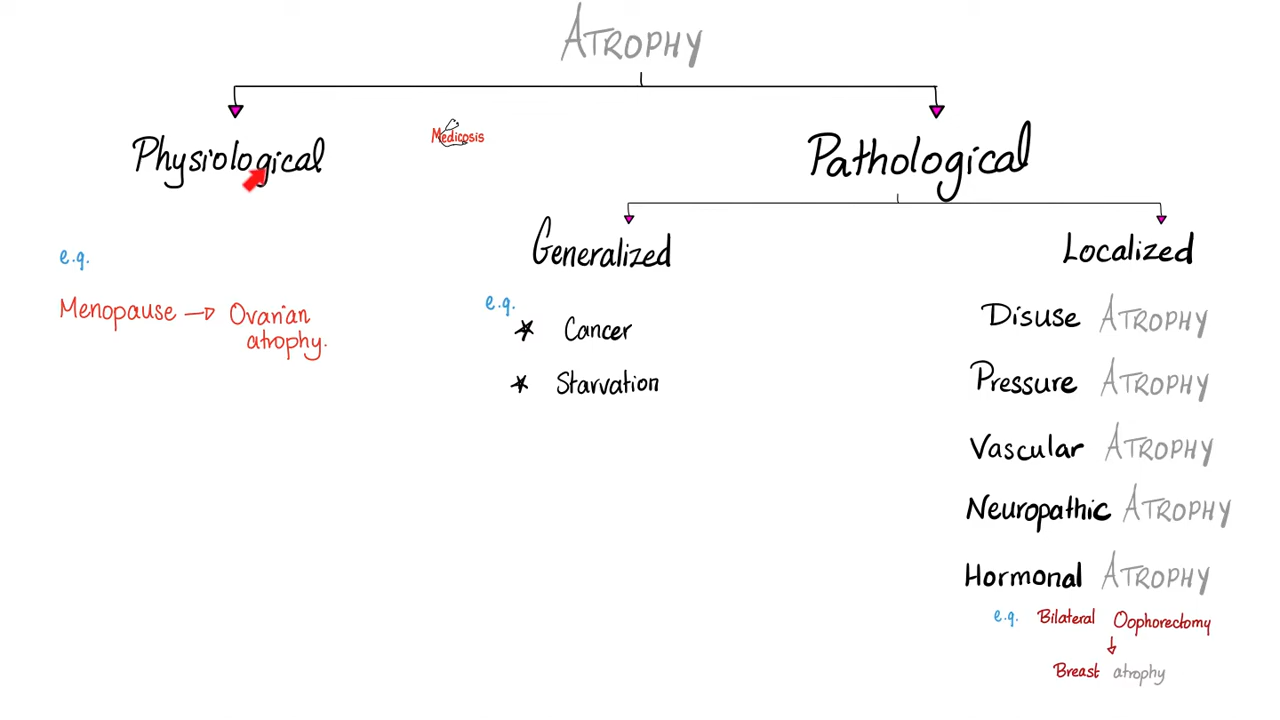 ATROPHY
Physiological
Medicosis
Pathological
e.g.
Menopause → Ovarian
atrophy.
Generalized
e.g.
★ Cancer
★ Starvation
Localized
Disuse ATROPHY
Pressure ATROPHY
Vascular ATROPHY
Neuropathic ATROPHY
Hormonal ATROPHY
e.g. Bilateral Oophorectomy
↓
Breast atrophy